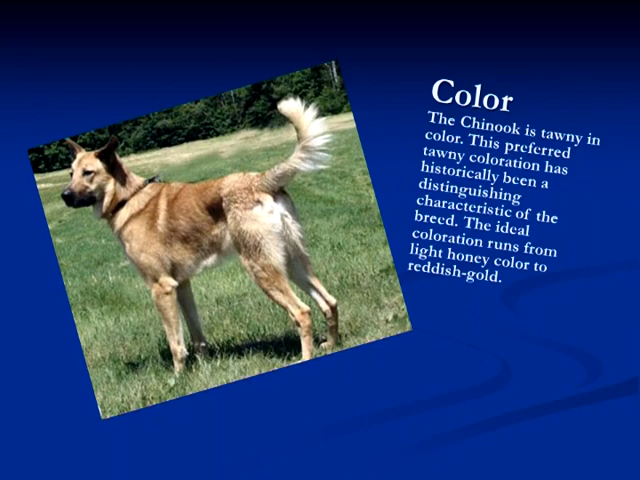 Color
The Chinook is tawny in
color. This preferred
tawny coloration has
historically been a
distinguishing
characteristic of the
breed. The ideal
coloration runs from
light honey color to
reddish-gold.